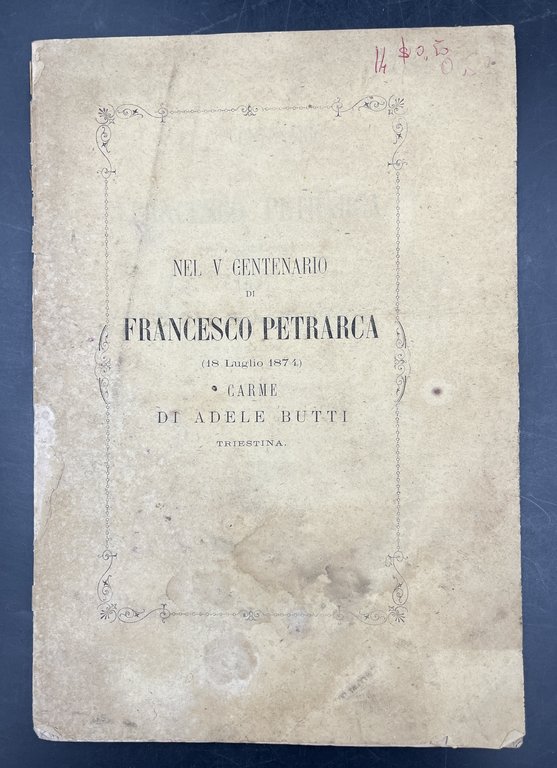 NEL V CENTENARIO
DI
FRANCESCO PETRARCA
(18 Luglio 1874.)
CARME
DI ADELE BUTTI
TRIESTINA.